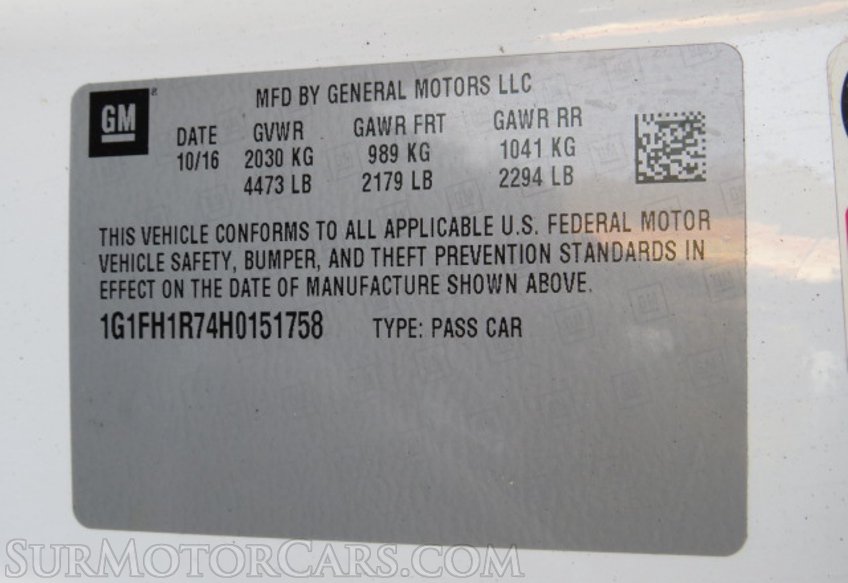 GM ®
MFD BY GENERAL MOTORS LLC
DATE GVWR GAWR FRT GAWR RR
10/16 2030 KG 989 KG 1041 KG
4473 LB 2179 LB 2294 LB
THIS VEHICLE CONFORMS TO ALL APPLICABLE U.S. FEDERAL MOTOR
VEHICLE SAFETY, BUMPER, AND THEFT PREVENTION STANDARDS IN
EFFECT ON THE DATE OF MANUFACTURE SHOWN ABOVE.
1G1FH1R74H0151758 TYPE: PASS CAR
SURMOTORCARS.COM